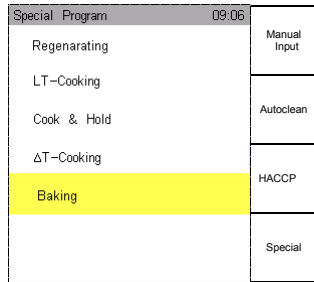 Special Program 09:06
Regenarating
LT-Cooking
Cook & Hold
ΔT-Cooking
Baking
Manual
Input
Autoclean
HACCP
Special